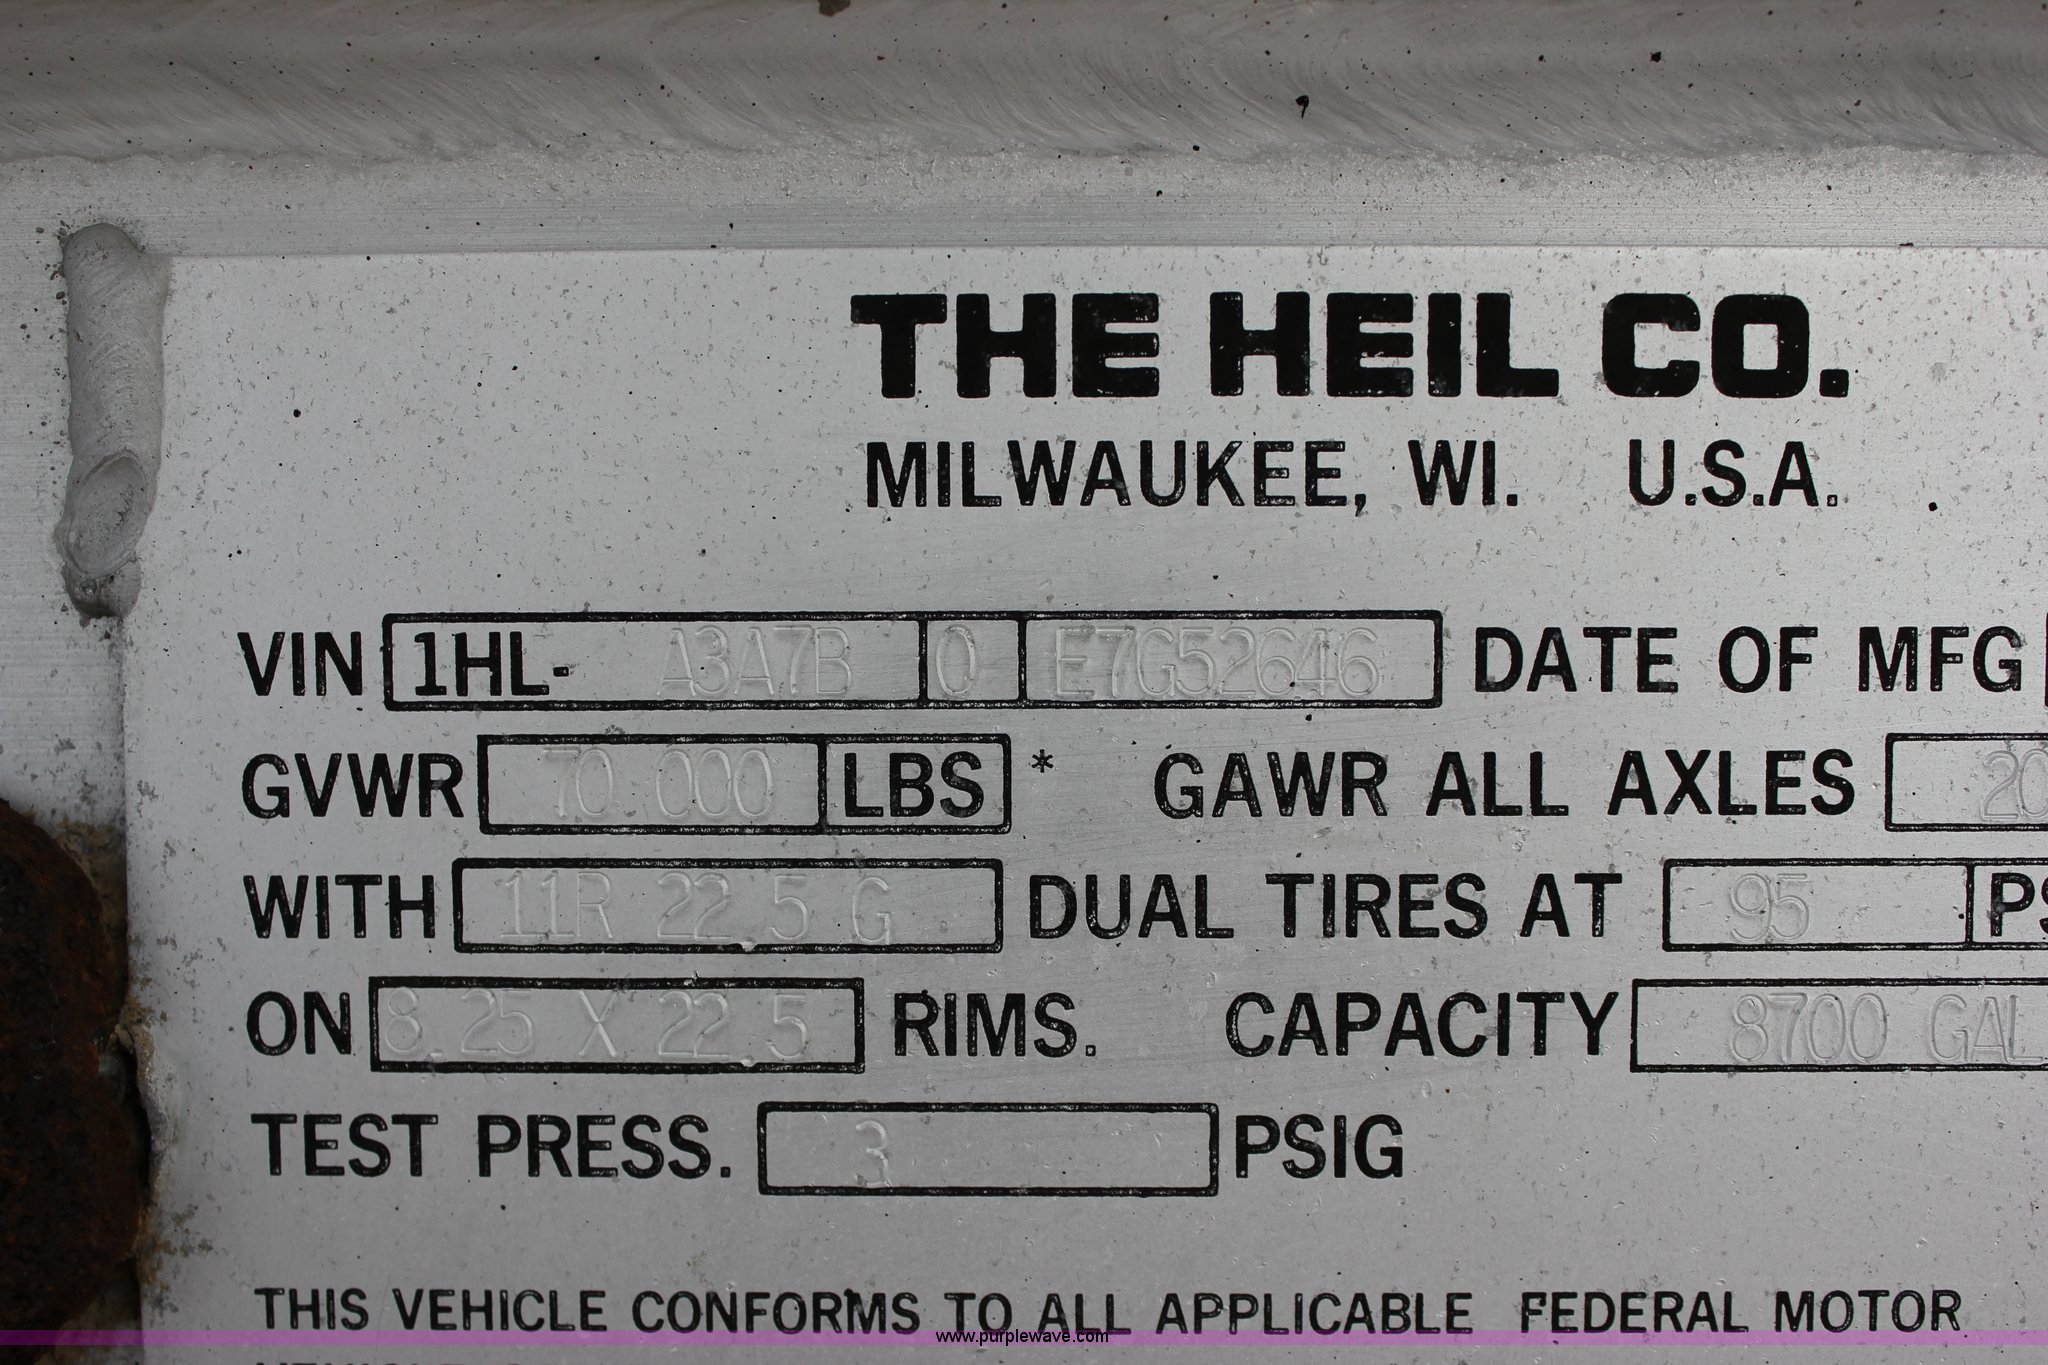 THE HEIL CO.
MILWAUKEE, WI. U.S.A.
VIN 1HL- A3A7B 0 E7G52646 DATE OF MFG
GVWR 70 000 LBS * GAWR ALL AXLES 20
WITH 11R 22.5 G DUAL TIRES AT 95 PS
ON 8.25 X 22.5 RIMS. CAPACITY 8700 GAL
TEST PRESS. 3 PSIG
THIS VEHICLE CONFORMS TO ALL APPLICABLE FEDERAL MOTOR
www.purplewave.com